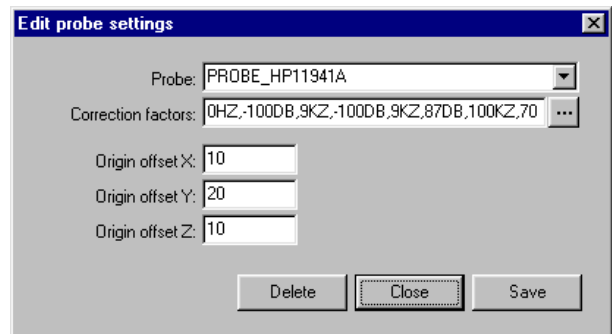 Edit probe settings
Probe: PROBE_HP11941A
Correction factors: 0HZ,-100DB,9KZ,-100DB,9KZ,87DB,100KZ,70 ...
Origin offset X: 10
Origin offset Y: 20
Origin offset Z: 10
Delete Close Save